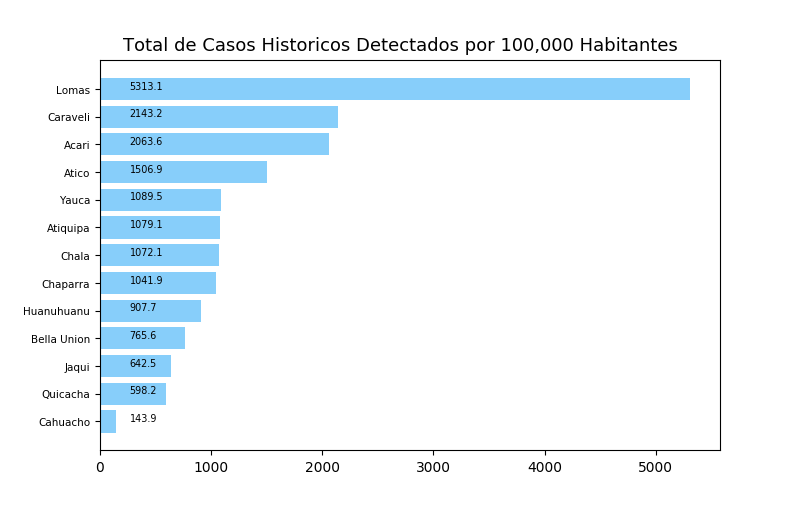 Total de Casos Historicos Detectados por 100,000 Habitantes
Lomas 5313.1
Caraveli 2143.2
Acari 2063.6
Atico 1506.9
Yauca 1089.5
Atiquipa 1079.1
Chala 1072.1
Chaparra 1041.9
Huanuhuanu 907.7
Bella Union 765.6
Jaqui 642.5
Quicacha 598.2
Cahuacho 143.9
0 1000 2000 3000 4000 5000